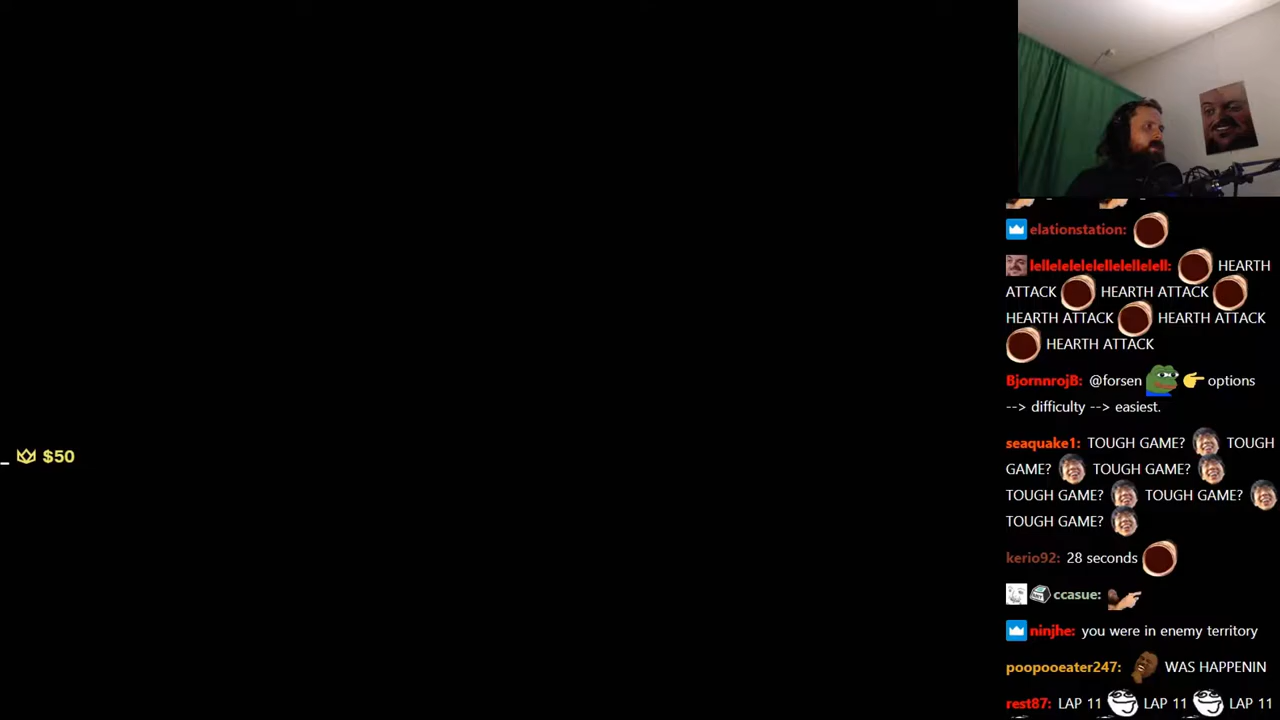 elationstation:
lellelelelelellelellelell: HEARTH
ATTACK HEARTH ATTACK
HEARTH ATTACK HEARTH ATTACK
HEARTH ATTACK
BjornnrojB: @forsen options
--> difficulty --> easiest.
_ $50
seaquake1: TOUGH GAME? TOUGH
GAME? TOUGH GAME?
TOUGH GAME? TOUGH GAME?
TOUGH GAME?
kerio92: 28 seconds
ccasue:
ninjhe: you were in enemy territory
poopooeater247: WAS HAPPENIN
rest87: LAP 11 LAP 11 LAP 11